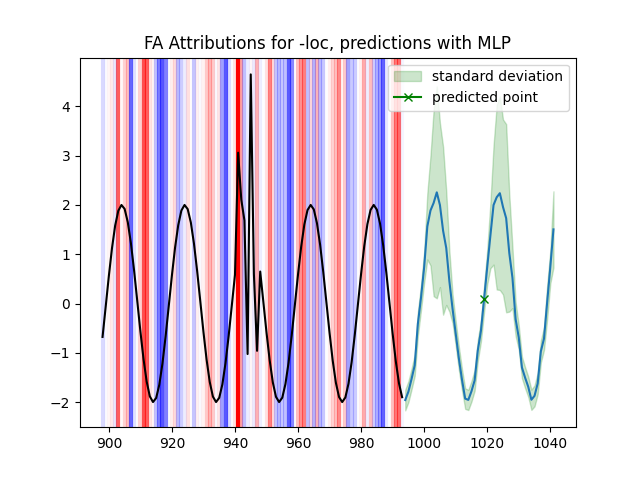 FA Attributions for -loc, predictions with MLP
standard deviation
predicted point
4
3
2
1
0
−1
−2
900 920 940 960 980 1000 1020 1040